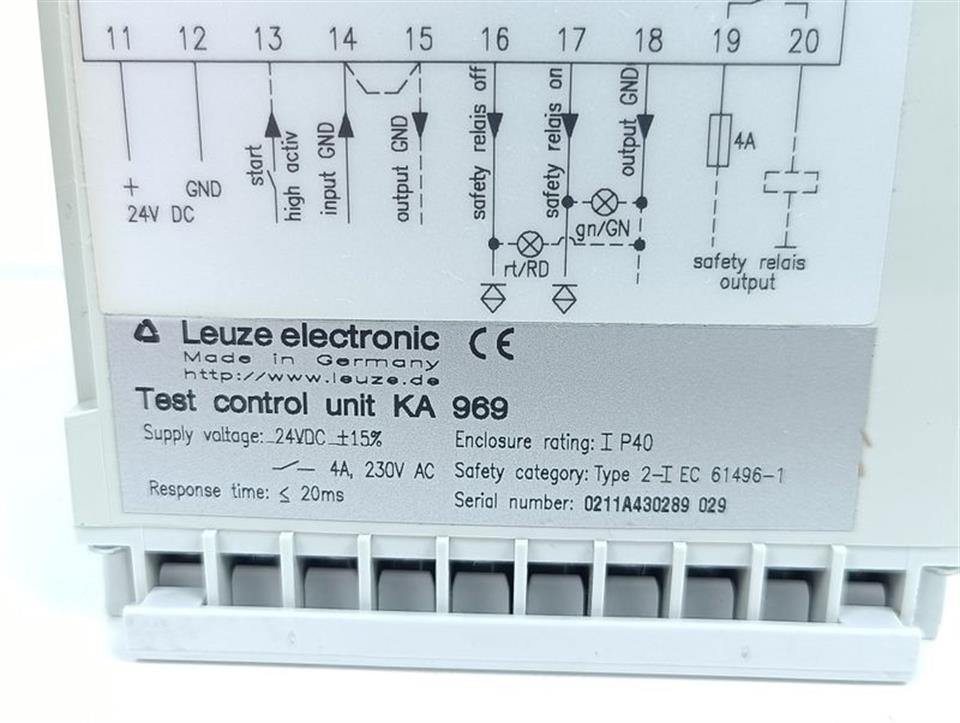 11 12 13 14 15 16 17 18 19 20
start
high activ
input GND
output GND
safety relais off
safety relais on
output GND
4A
+ GND
24V DC
gn/GN
rt/RD
safety relais
output
Leuze electronic CE
Made in Germany
http://www.leuze.de
Test control unit KA 969
Supply voltage: 24VDC ±15%
4A, 230V AC
Response time: ≤ 20ms
Enclosure rating: I P40
Safety category: Type 2-I EC 61496-1
Serial number: 0211A430289 029